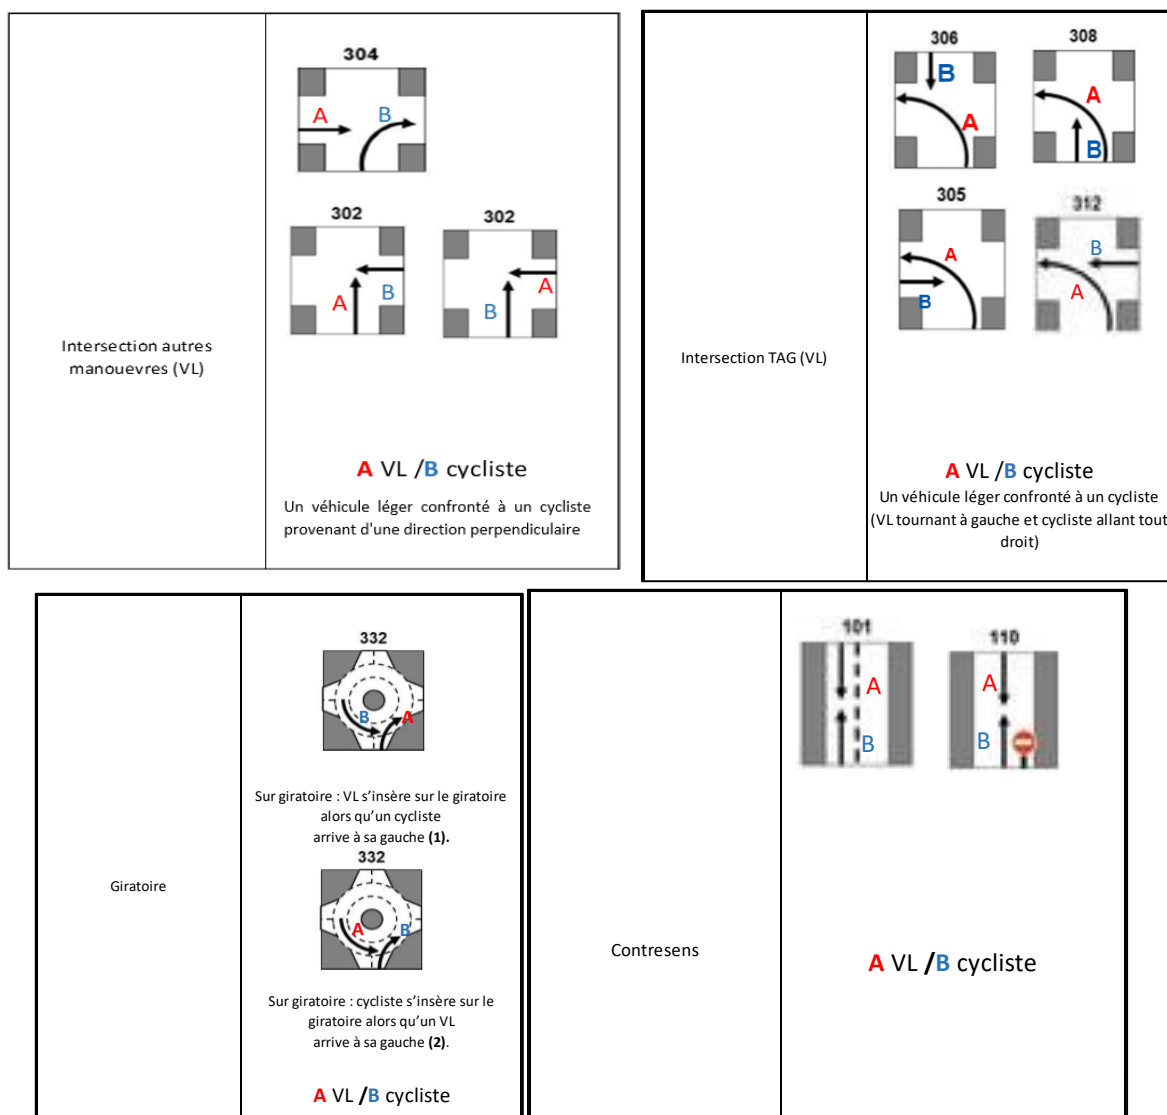 304
A
B
302
302
A
B
A
B
Intersection autres
manouevres (VL)
A VL /B cycliste
Un véhicule léger confronté à un cycliste
provenant d'une direction perpendiculaire
306
308
B
A
A
B
305
312
A
B
B
A
Intersection TAG (VL)
A VL /B cycliste
Un véhicule léger confronté à un cycliste
(VL tournant à gauche et cycliste allant tout
droit)
332
B
A
Sur giratoire : VL s’insère sur le giratoire
alors qu’un cycliste
arrive à sa gauche (1).
332
A
B
Giratoire
Sur giratoire : cycliste s’insère sur le
giratoire alors qu’un VL
arrive à sa gauche (2).
A VL /B cycliste
101
110
A
A
B
B
Contresens
A VL /B cycliste